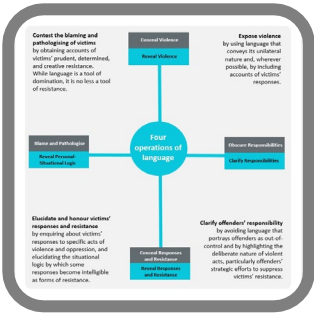 Contest the blaming and
pathologising of victims
by obtaining accounts of
victims' prudent, determined,
and creative resistance.
While language is a tool of
domination, it is no less a tool
of resistance.
Conceal Violence
Reveal Violence
Expose violence
by using language that
conveys its unilateral
nature and, wherever
possible, by including
accounts of victims'
responses.
Blame and Pathologise
Reveal Personal-
Situational Logic
Four
operations of
language
Obscure Responsibilities
Clarify Responsibilities
Elucidate and honour victims'
responses and resistance
by enquiring about victims'
responses to specific acts of
violence and oppression, and
elucidating the situational
logic by which some
responses become intelligible
as forms of resistance.
Conceal Responses
and Resistance
Reveal Responses
and Resistance
Clarify offenders' responsibility
by avoiding language that
portrays offenders as out-of-
control and by highlighting the
deliberate nature of violent
acts, particularly offenders'
strategic efforts to suppress
victims' resistance.